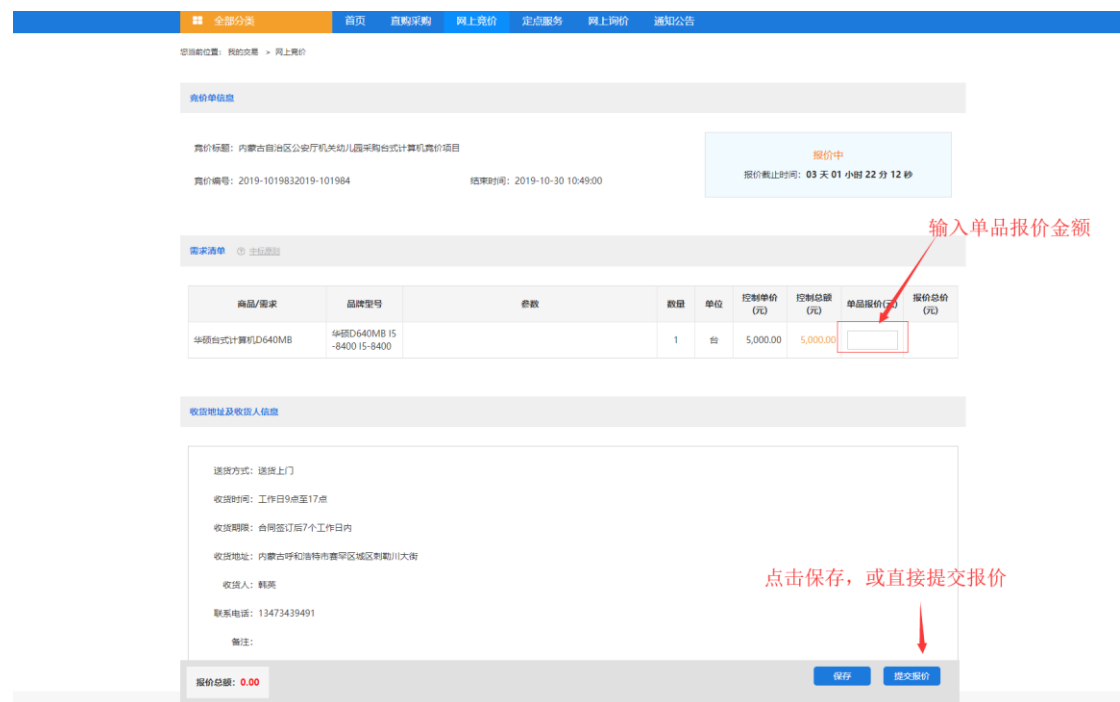 全部分类 首页 直购采购 网上竞价 定点服务 网上询价 通知公告
您当前位置: 我的交易 > 网上竞价
竞价单信息
竞价标题: 内蒙古自治区公安厅机关幼儿园采购台式计算机竞价项目
报价中
竞价编号: 2019-1019832019-101984 结束时间: 2019-10-30 10:49:00
报价截止时间: 03 天 01 小时 22 分 12 秒
输入单品报价金额
需求清单 中标原则
商品/需求 品牌型号 参数 数量 单位 控制单价(元) 控制总额(元) 单品报价(元) 报价总价(元)
华硕台式计算机D640MB 华硕D640MB I5-8400 I5-8400 1 台 5,000.00 5,000.00
收货地址及收货人信息
送货方式: 送货上门
收货时间: 工作日9点至17点
收货期限: 合同签订后7个工作日内
收货地址: 内蒙古呼和浩特市赛罕区城区敕勒川大街
收货人: 韩英
联系电话: 13473439491
备注:
点击保存，或直接提交报价
报价总额: 0.00 保存 提交报价